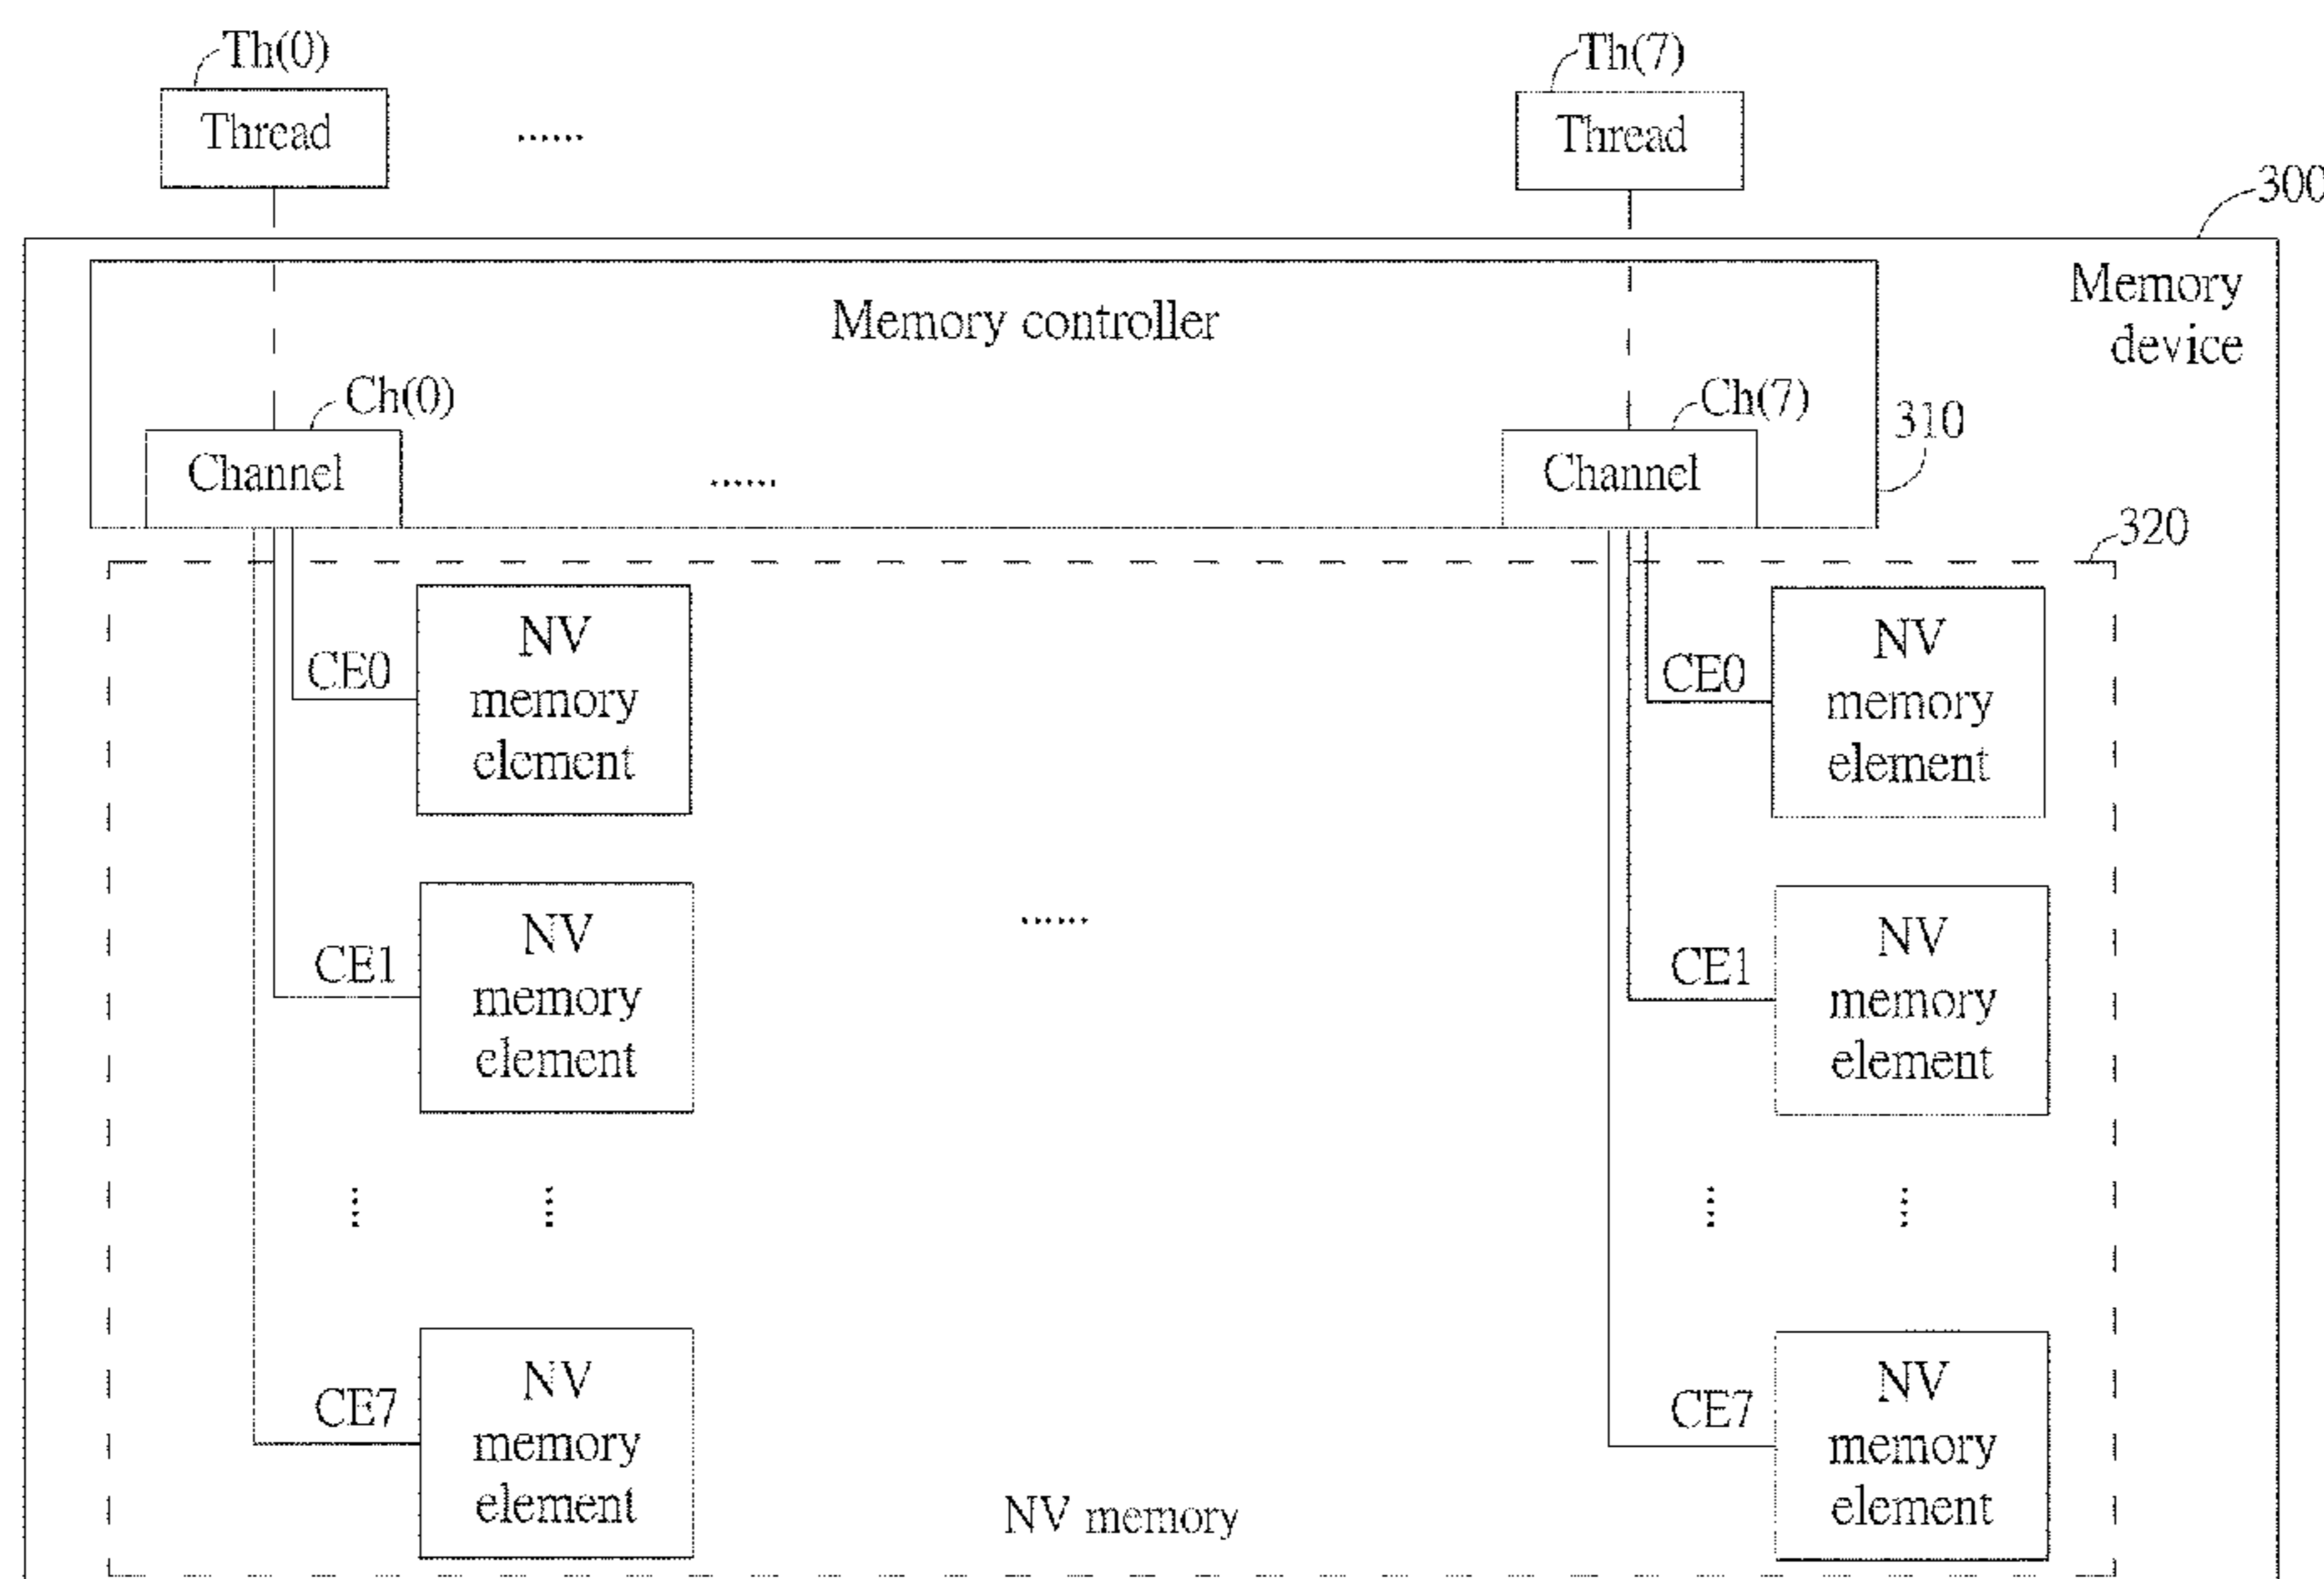 Th(0)
Th(7)
Thread
......
Thread
300
Memory controller
Memory
device
Ch(0)
Ch(7)
310
Channel
......
Channel
320
NV
memory
element
CE0
NV
memory
element
CE0
NV
memory
element
CE1
......
NV
memory
element
CE1
NV
memory
element
CE7
NV
memory
element
CE7
NV memory